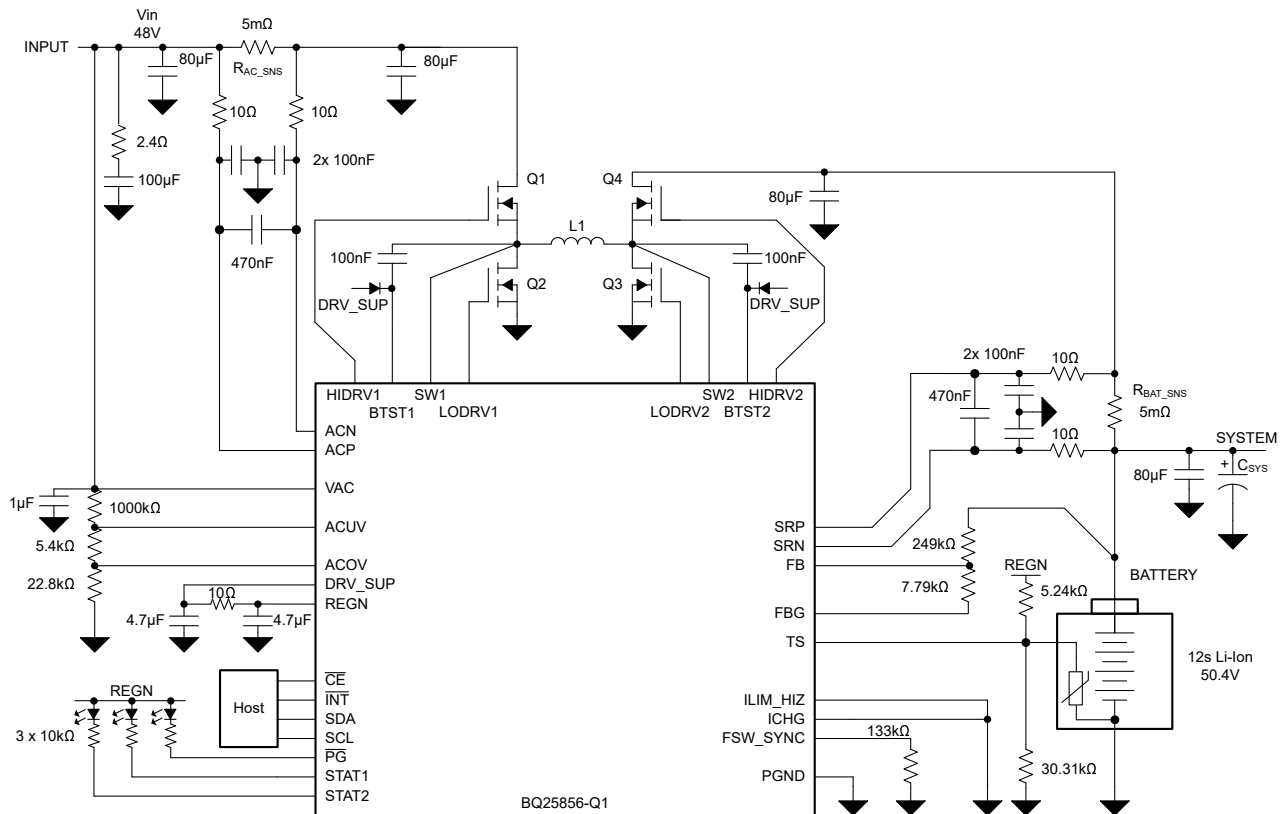 Vin
48V
INPUT
5mΩ
R_AC_SNS
80µF
80µF
10Ω
10Ω
2.4Ω
100µF
2x 100nF
470nF
Q1
Q4
80µF
L1
100nF
100nF
Q2
Q3
DRV_SUP
DRV_SUP
2x 100nF
10Ω
R_BAT_SNS
5mΩ
470nF
10Ω
SYSTEM
80µF
+
C_SYS
HIDRV1
BTST1
SW1
LODRV1
LODRV2
SW2
BTST2
HIDRV2
ACN
ACP
VAC
1µF
1000kΩ
ACUV
5.4kΩ
ACOV
22.8kΩ
DRV_SUP
10Ω
REGN
4.7µF
4.7µF
SRP
SRN
249kΩ
FB
7.79kΩ
FBG
REGN
5.24kΩ
BATTERY
TS
12s Li-Ion
50.4V
Host
CE
INT
SDA
SCL
PG
STAT1
STAT2
REGN
3 x 10kΩ
ILIM_HIZ
ICHG
FSW_SYNC
133kΩ
PGND
30.31kΩ
BQ25856-Q1